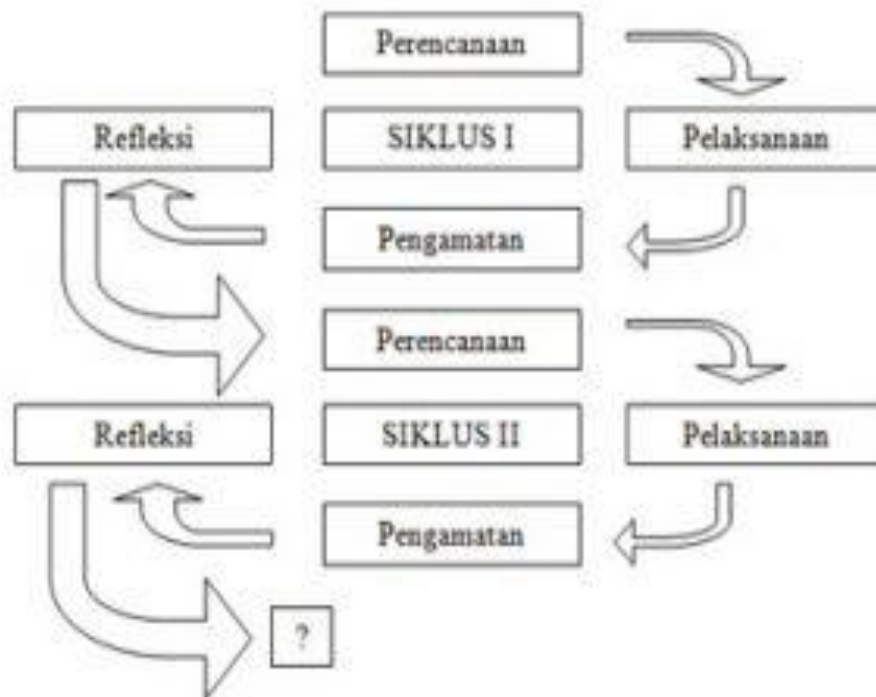 Perencanaan
Refleksi
SIKLUS I
Pelaksanaan
Pengamatan
Perencanaan
Refleksi
SIKLUS II
Pelaksanaan
Pengamatan
?